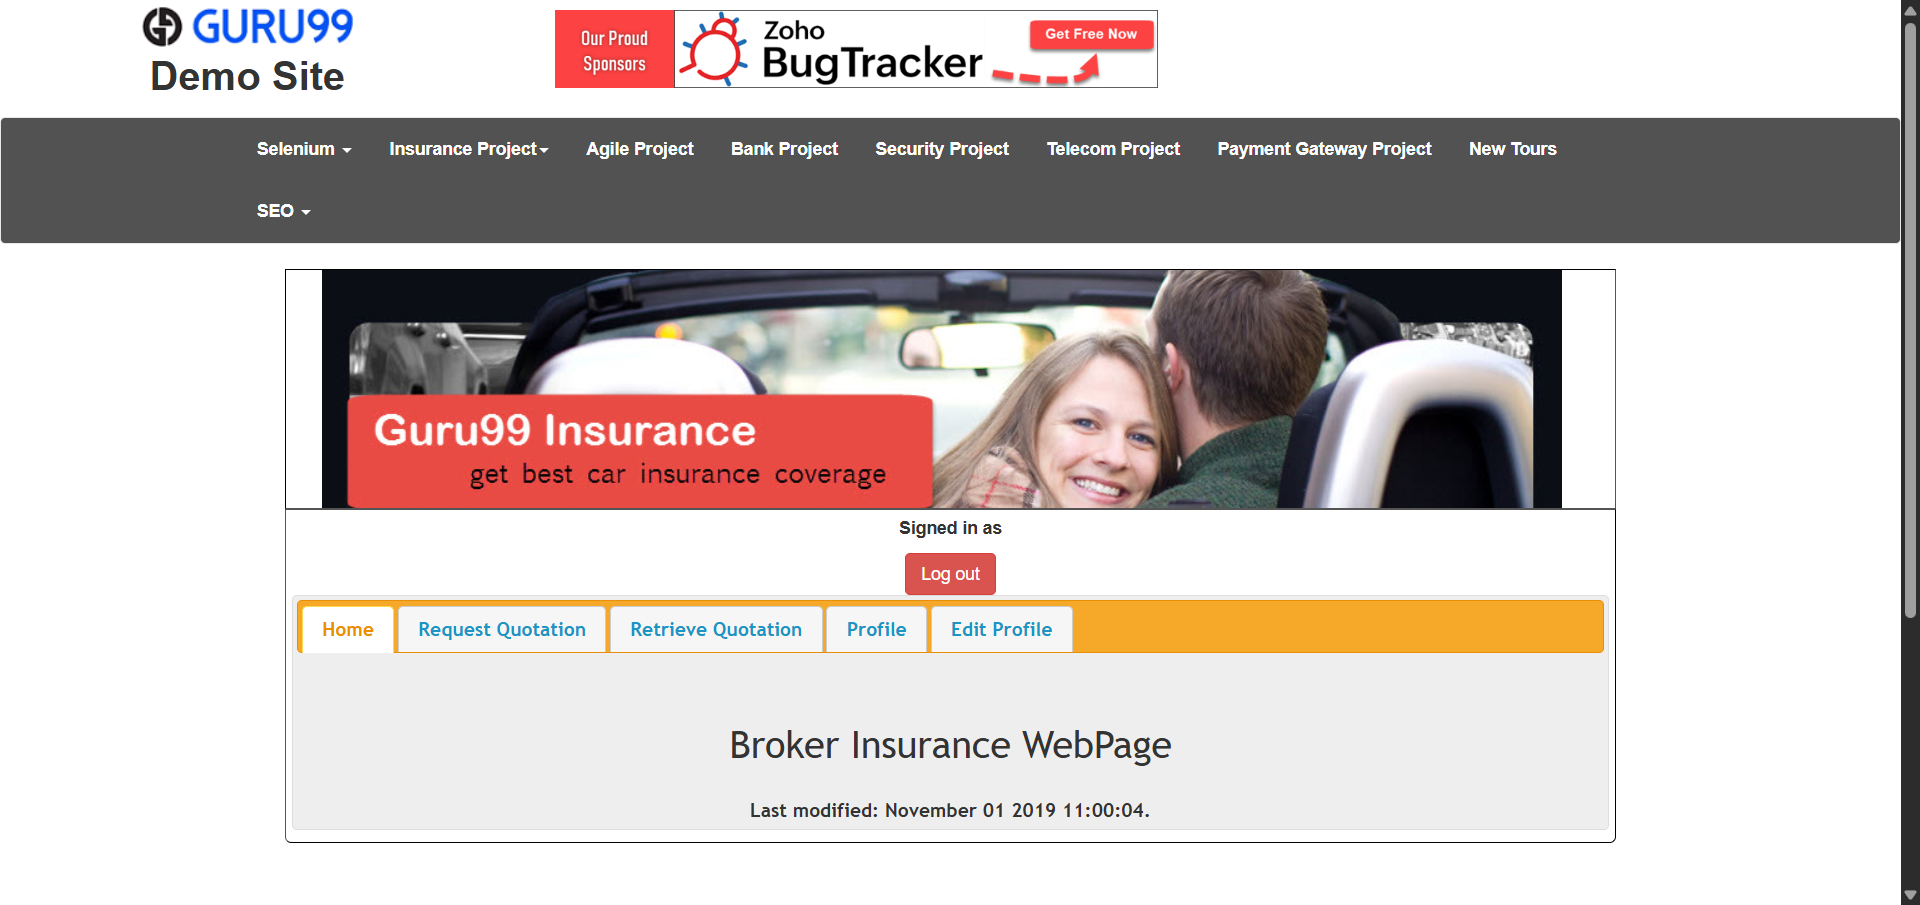 GURU99
Demo Site
Our Proud
Sponsors
Zoho
BugTracker
Get Free Now
Selenium
Insurance Project
Agile Project
Bank Project
Security Project
Telecom Project
Payment Gateway Project
New Tours
SEO
Guru99 Insurance
get best car insurance coverage
Signed in as
Log out
Home
Request Quotation
Retrieve Quotation
Profile
Edit Profile
Broker Insurance WebPage
Last modified: November 01 2019 11:00:04.